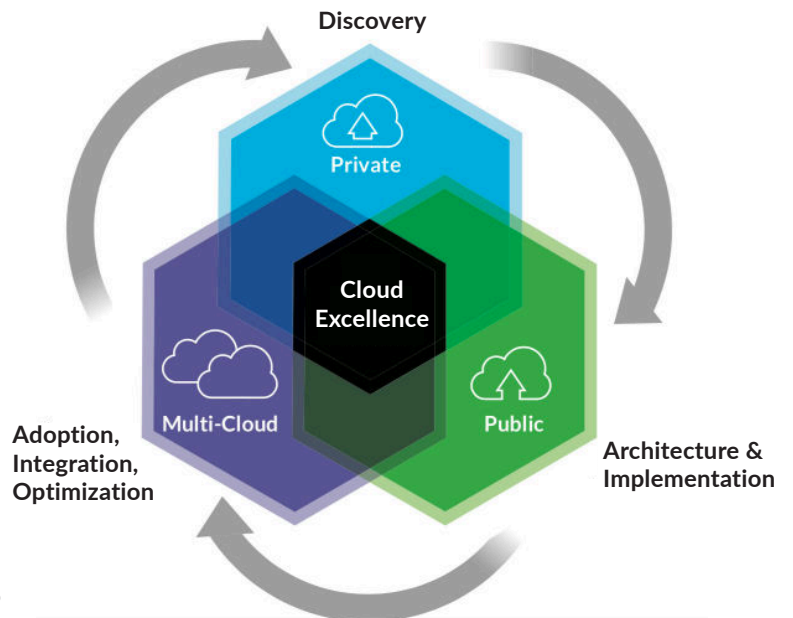 Discovery
Private
Cloud
Excellence
Multi-Cloud
Public
Adoption,
Integration,
Optimization
Architecture &
Implementation